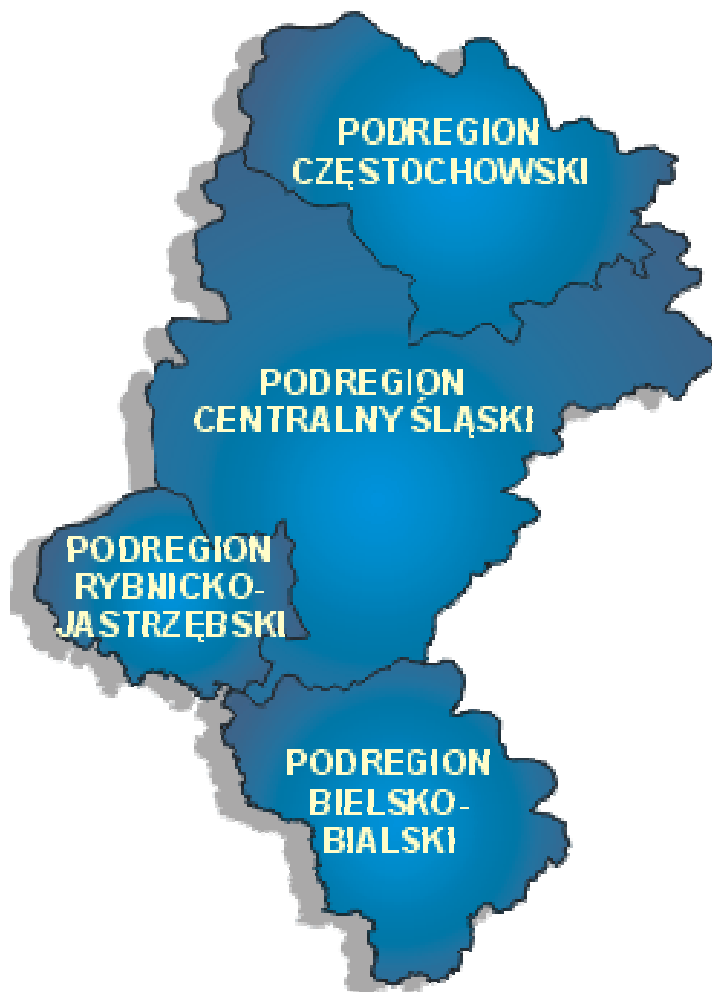 PODREGION
CZĘSTOCHOWSKI
PODREGION
CENTRALNY ŚLĄSKI
PODREGION
RYBNICKO-
JASTRZĘBSKI
PODREGION
BIELSKO-
BIALSKI